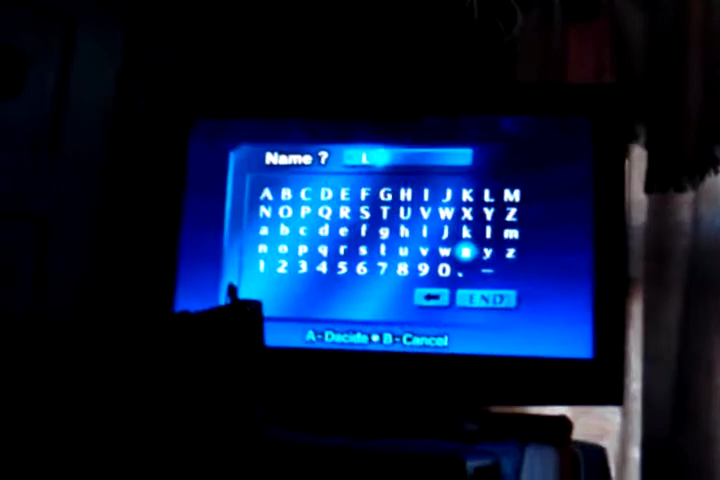 Name ? L
A B C D E F G H I J K L M
N O P Q R S T U V W X Y Z
a b c d e f g h i j k l m
n o p q r s t u v w x y z
1 2 3 4 5 6 7 8 9 0 . –
← END
A-Decide B-Cancel